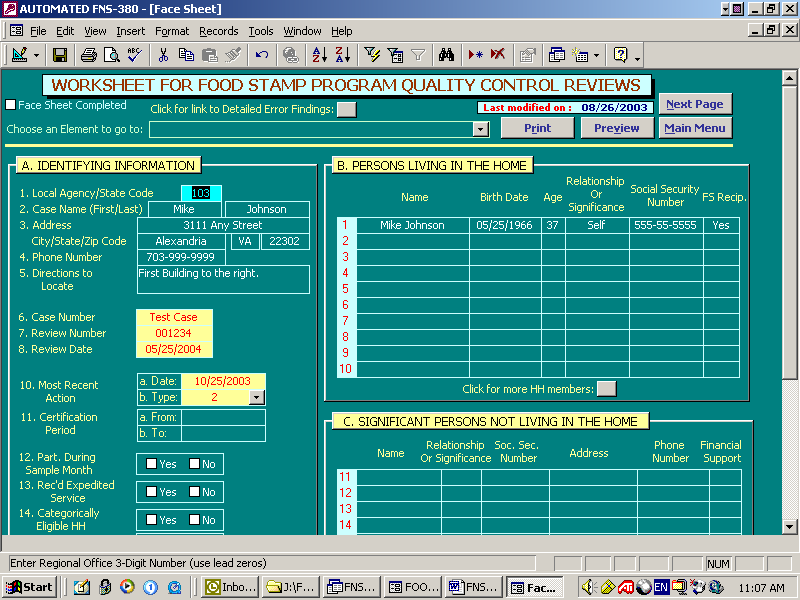 AUTOMATED FNS-380 - [Face Sheet]
File Edit View Insert Format Records Tools Window Help
WORKSHEET FOR FOOD STAMP PROGRAM QUALITY CONTROL REVIEWS
Face Sheet Completed
Click for link to Detailed Error Findings:
Last modified on : 08/26/2003
Next Page
Choose an Element to go to:
Print
Preview
Main Menu
A. IDENTIFYING INFORMATION
1. Local Agency/State Code 103
2. Case Name (First/Last) Mike Johnson
3. Address 3111 Any Street
City/State/Zip Code Alexandria VA 22302
4. Phone Number 703-999-9999
5. Directions to First Building to the right.
Locate
6. Case Number Test Case
7. Review Number 001234
8. Review Date 05/25/2004
10. Most Recent a. Date: 10/25/2003
Action b. Type: 2
11. Certification a. From:
Period b. To:
12. Part. During
Sample Month Yes No
13. Rec'd Expedited
Service Yes No
14. Categorically
Eligible HH Yes No
B. PERSONS LIVING IN THE HOME
Name Birth Date Age Relationship Or Significance Social Security Number FS Recip.
1 Mike Johnson 05/25/1966 37 Self 555-55-5555 Yes
2
3
4
5
6
7
8
9
10
Click for more HH members:
C. SIGNIFICANT PERSONS NOT LIVING IN THE HOME
Name Relationship Or Significance Soc. Sec. Number Address Phone Number Financial Support
11
12
13
14
Enter Regional Office 3-Digit Number (use lead zeros)
NUM
Start Inbo... J:\F... FNS... FOO... FNS... Fac... EN 11:07 AM